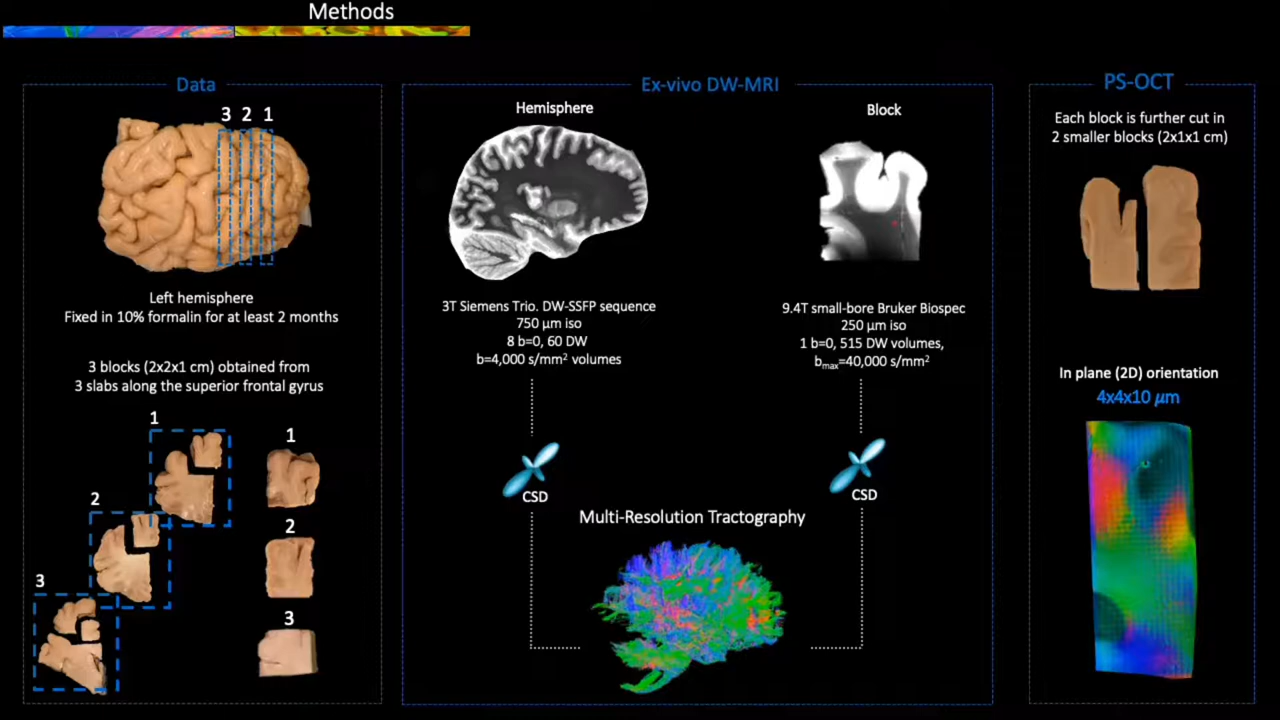 Methods
Data
3 2 1
Left hemisphere
Fixed in 10% formalin for at least 2 months
3 blocks (2x2x1 cm) obtained from
3 slabs along the superior frontal gyrus
1
1
2
2
3
3
Ex-vivo DW-MRI
Hemisphere
3T Siemens Trio. DW-SSFP sequence
750 μm iso
8 b=0, 60 DW
b=4,000 s/mm² volumes
CSD
Block
9.4T small-bore Bruker Biospec
250 μm iso
1 b=0, 515 DW volumes,
bmax=40,000 s/mm²
CSD
Multi-Resolution Tractography
PS-OCT
Each block is further cut in
2 smaller blocks (2x1x1 cm)
In plane (2D) orientation
4x4x10 μm